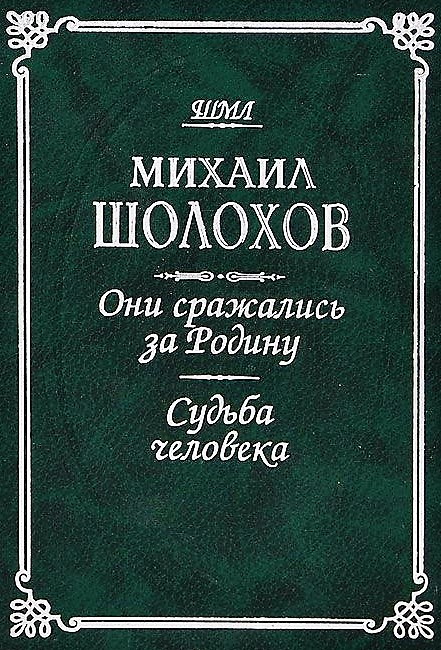 ШМЛ
МИХАИЛ
ШОЛОХОВ
Они сражались
за Родину
Судьба
человека